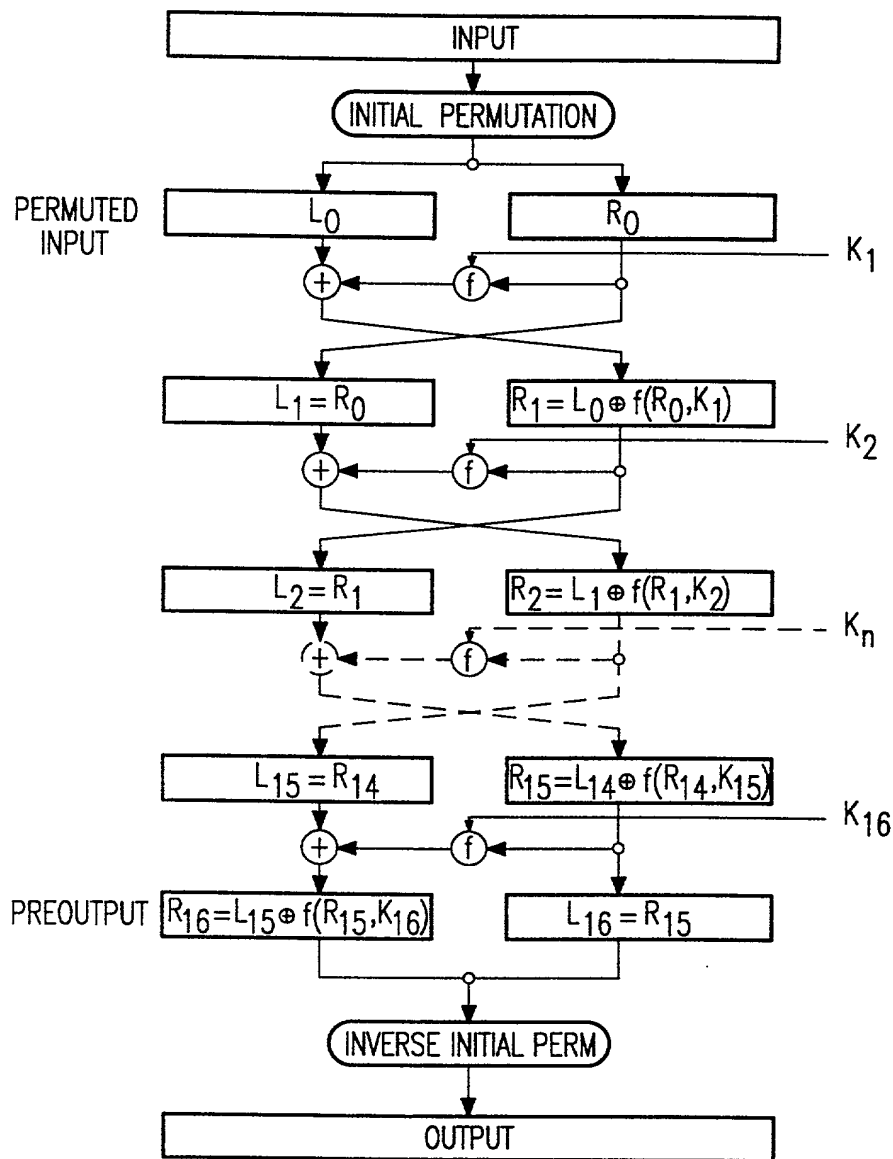 INPUT
INITIAL PERMUTATION
PERMUTED
INPUT
L₀
R₀
K₁
+
f
L₁=R₀
R₁=L₀⊕f(R₀,K₁)
K₂
+
f
L₂=R₁
R₂=L₁⊕f(R₁,K₂)
Kₙ
+
f
L₁₅=R₁₄
R₁₅=L₁₄⊕f(R₁₄,K₁₅)
K₁₆
+
f
PREOUTPUT
R₁₆=L₁₅⊕f(R₁₅,K₁₆)
L₁₆=R₁₅
INVERSE INITIAL PERM
OUTPUT